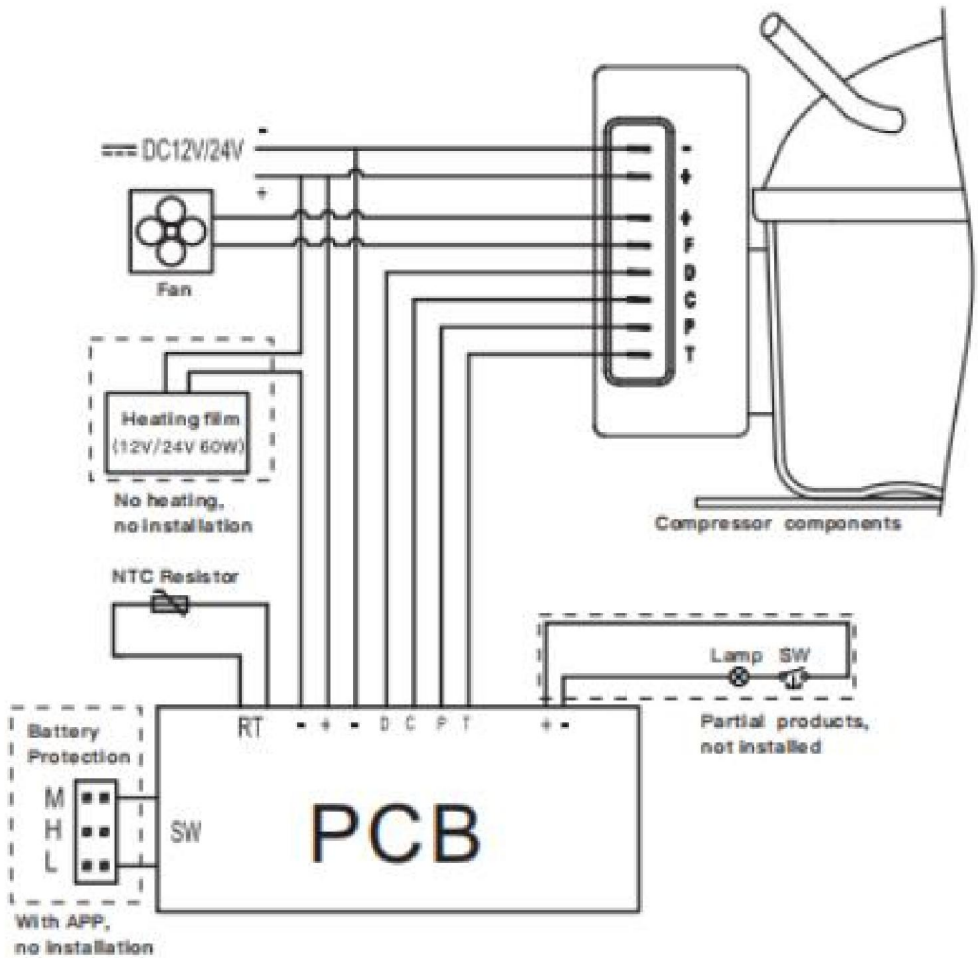 -
DC12V/24V
+
Fan
-
+
+
F
D
C
P
T
Heating film
(12V/24V 60W)
No heating,
no installation
Compressor components
NTC Resistor
Lamp SW
Partial products,
not installed
RT - + - D C P T + -
Battery
Protection
M
H
L
SW
PCB
With APP,
no installation